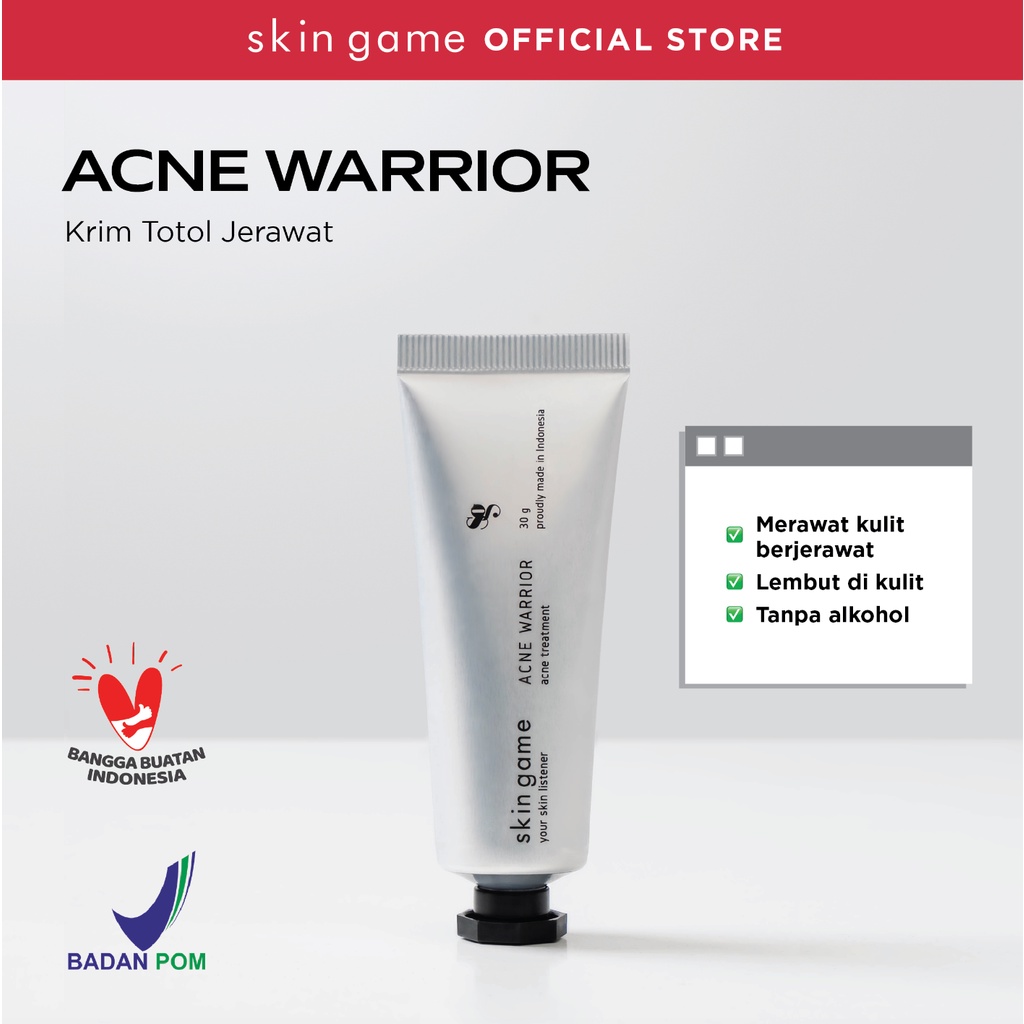 skin game OFFICIAL STORE
ACNE WARRIOR
Krim Totol Jerawat
30 g
proudly made in Indonesia
ACNE WARRIOR
acne treatment
skin game
your skin listener
Merawat kulit
berjerawat
Lembut di kulit
Tanpa alkohol
BANGGA BUATAN
INDONESIA
BADAN POM